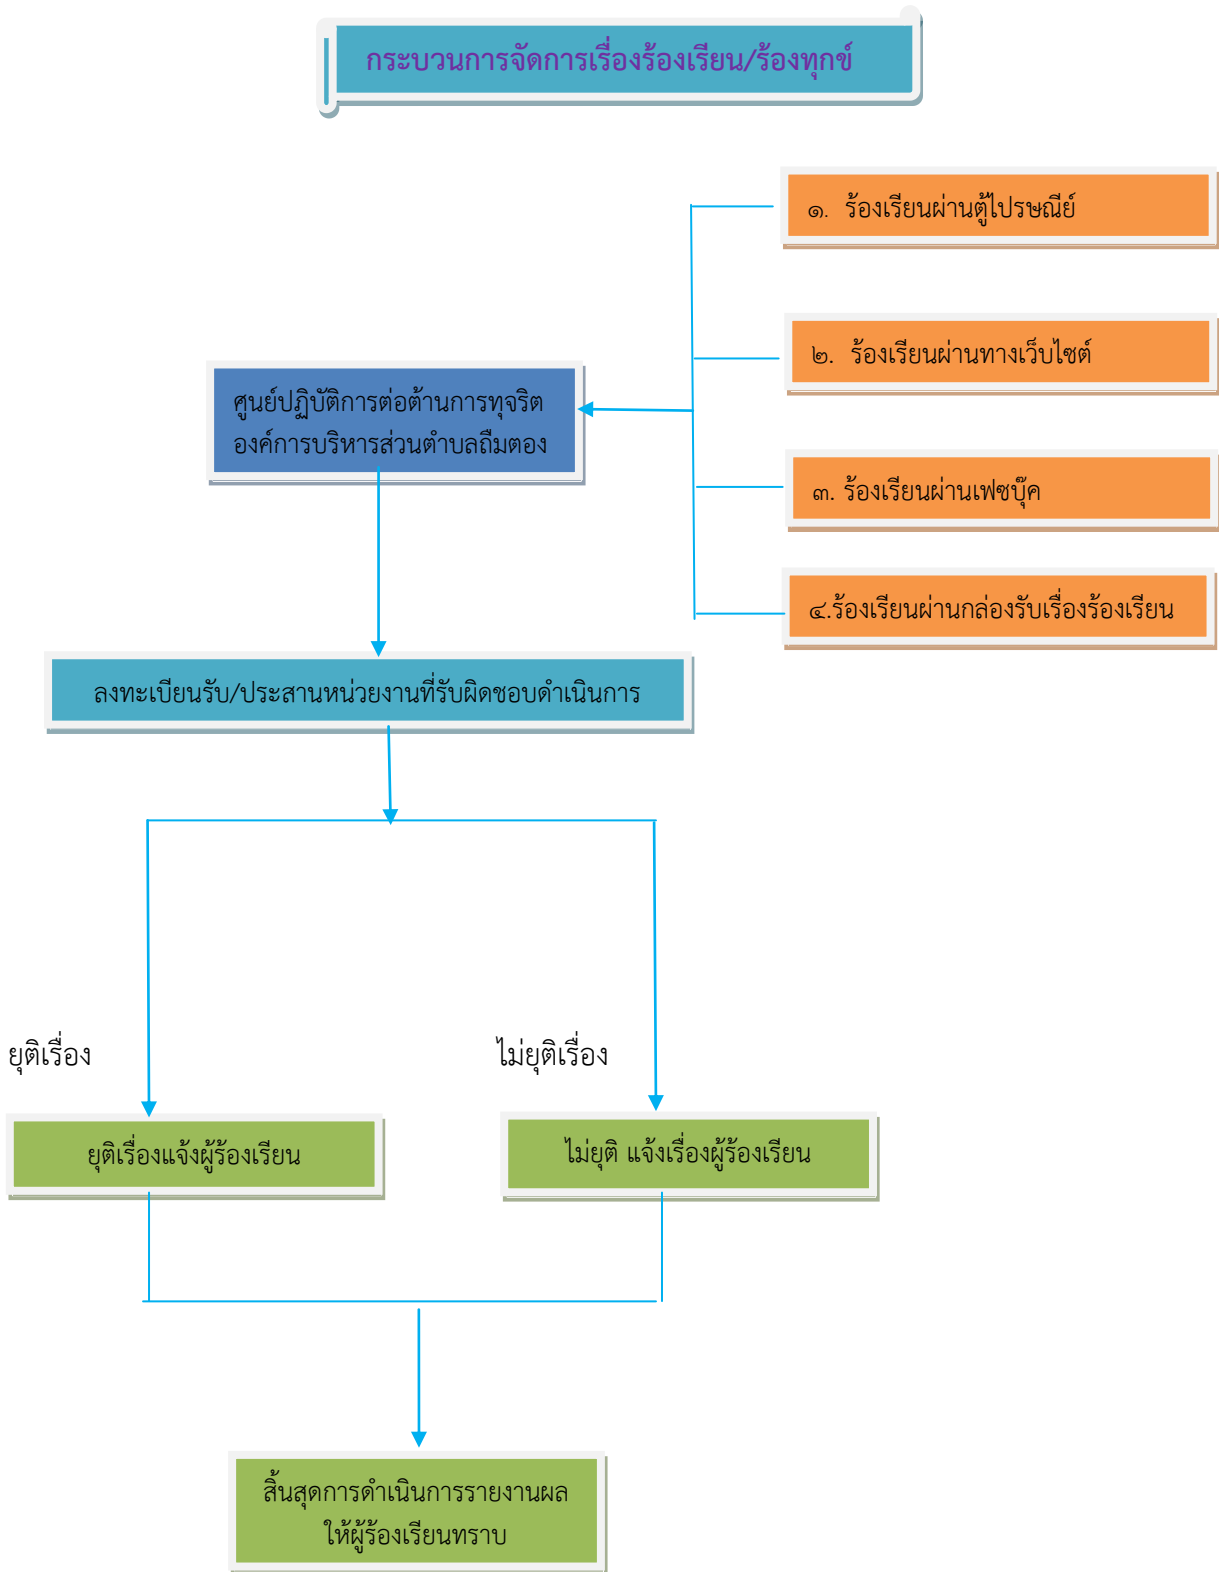 กระบวนการจัดการเรื่องร้องเรียน/ร้องทุกข์
๑. ร้องเรียนผ่านตู้ไปรษณีย์
๒. ร้องเรียนผ่านทางเว็บไซต์
ศูนย์ปฏิบัติการต่อต้านการทุจริต
องค์การบริหารส่วนตำบลถืมตอง
๓. ร้องเรียนผ่านเฟซบุ๊ค
๔.ร้องเรียนผ่านกล่องรับเรื่องร้องเรียน
ลงทะเบียนรับ/ประสานหน่วยงานที่รับผิดชอบดำเนินการ
ยุติเรื่อง
ไม่ยุติเรื่อง
ยุติเรื่องแจ้งผู้ร้องเรียน
ไม่ยุติ แจ้งเรื่องผู้ร้องเรียน
สิ้นสุดการดำเนินการรายงานผล
ให้ผู้ร้องเรียนทราบ